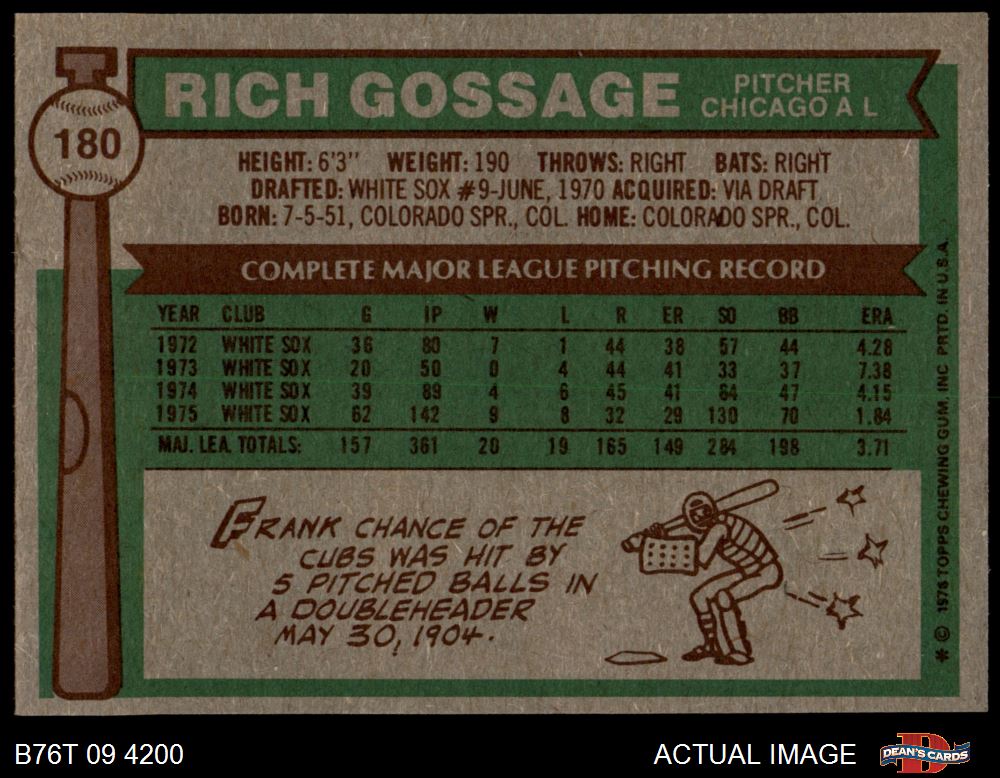 180
RICH GOSSAGE
PITCHER
CHICAGO A L
HEIGHT: 6'3" WEIGHT: 190 THROWS: RIGHT BATS: RIGHT
DRAFTED: WHITE SOX #9-JUNE, 1970 ACQUIRED: VIA DRAFT
BORN: 7-5-51, COLORADO SPR., COL. HOME: COLORADO SPR., COL.
COMPLETE MAJOR LEAGUE PITCHING RECORD
YEAR CLUB G IP W L R ER SO BB ERA
1972 WHITE SOX 36 80 7 1 44 38 57 44 4.28
1973 WHITE SOX 20 50 0 4 44 41 33 37 7.38
1974 WHITE SOX 39 89 4 6 45 41 64 47 4.15
1975 WHITE SOX 62 142 9 8 32 29 130 70 1.84
MAJ. LEA. TOTALS: 157 361 20 19 165 149 284 198 3.71
FRANK CHANCE OF THE
CUBS WAS HIT BY
5 PITCHED BALLS IN
A DOUBLEHEADER
MAY 30, 1904.
* © 1976 TOPPS CHEWING GUM, INC PRTD. IN U.S.A.
B76T 09 4200
ACTUAL IMAGE
D
DEAN'S CARDS